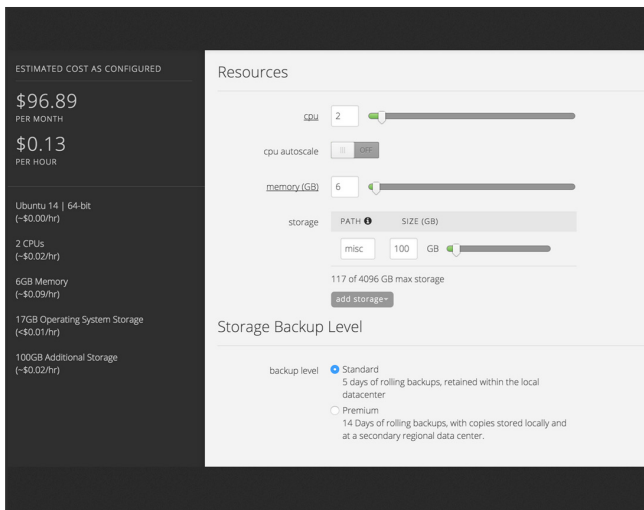 ESTIMATED COST AS CONFIGURED
$96.89
PER MONTH
$0.13
PER HOUR
Ubuntu 14 | 64-bit
(~$0.00/hr)
2 CPUs
(~$0.02/hr)
6GB Memory
(~$0.09/hr)
17GB Operating System Storage
(<$0.01/hr)
100GB Additional Storage
(~$0.02/hr)
Resources
cpu 2
cpu autoscale OFF
memory (GB) 6
storage PATH SIZE (GB)
misc 100 GB
117 of 4096 GB max storage
add storage
Storage Backup Level
backup level Standard
5 days of rolling backups, retained within the local
datacenter
Premium
14 Days of rolling backups, with copies stored locally and
at a secondary regional data center.